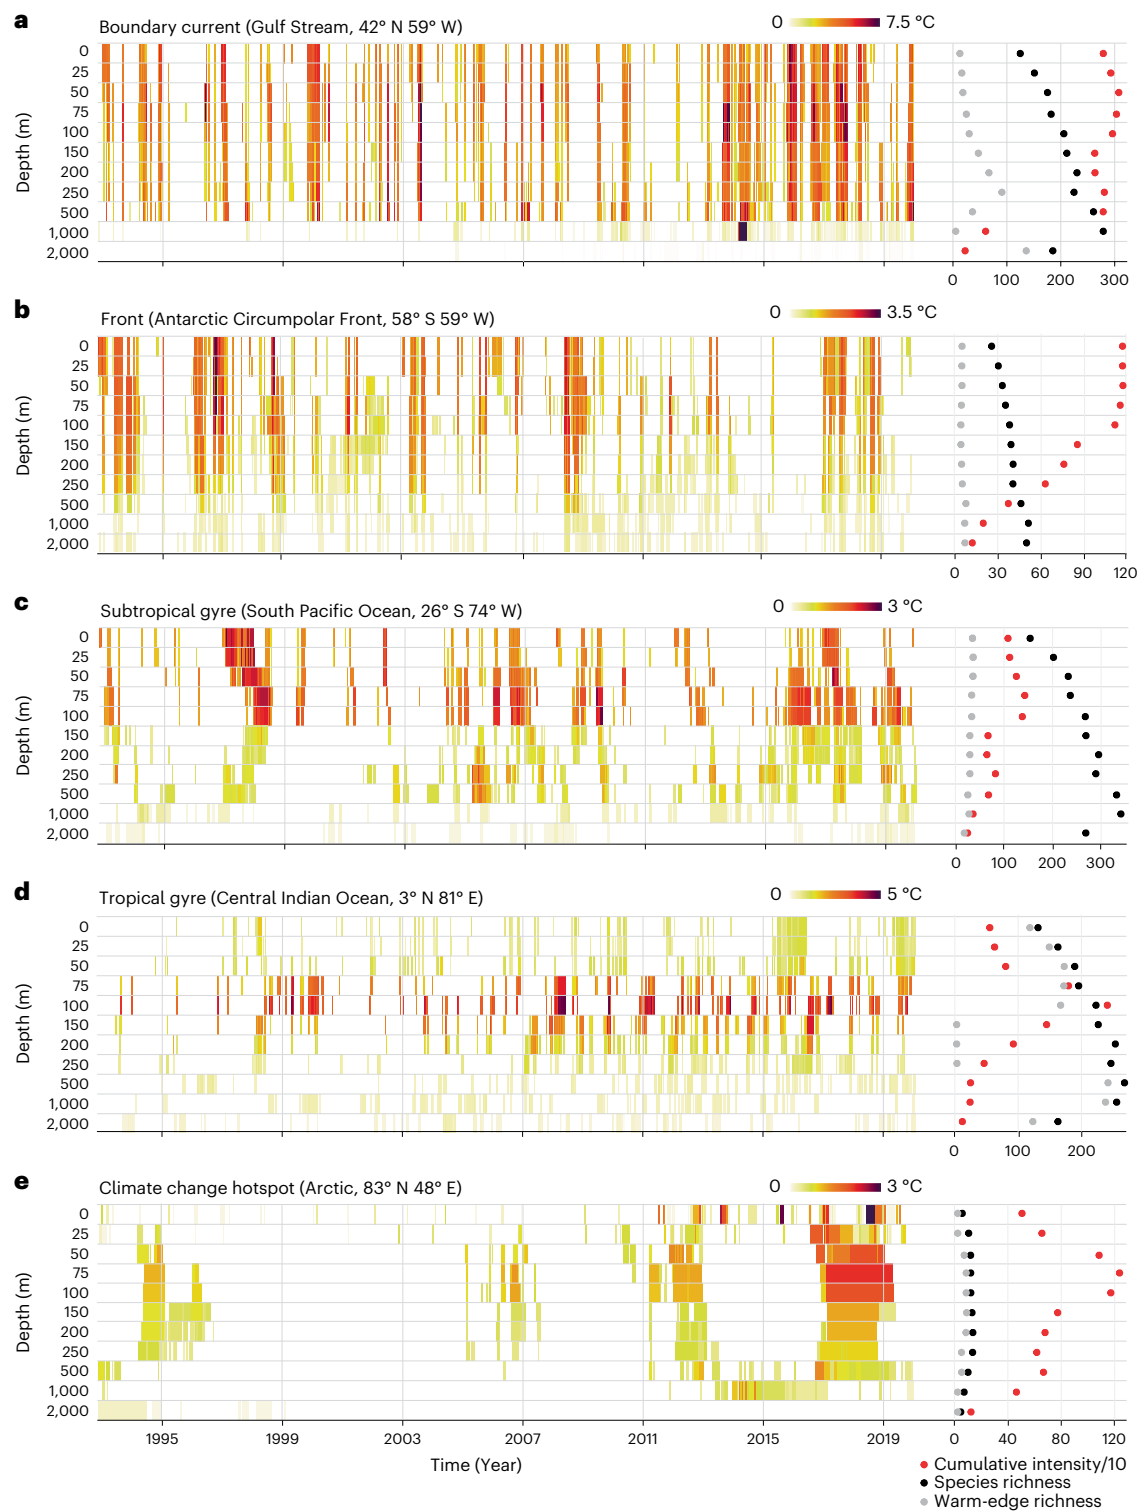 a
Boundary current (Gulf Stream, 42° N 59° W)
0 7.5 °C
Depth (m)
0
25
50
75
100
150
200
250
500
1,000
2,000
0 100 200 300
b
Front (Antarctic Circumpolar Front, 58° S 59° W)
0 3.5 °C
Depth (m)
0
25
50
75
100
150
200
250
500
1,000
2,000
0 30 60 90 120
c
Subtropical gyre (South Pacific Ocean, 26° S 74° W)
0 3 °C
Depth (m)
0
25
50
75
100
150
200
250
500
1,000
2,000
0 100 200 300
d
Tropical gyre (Central Indian Ocean, 3° N 81° E)
0 5 °C
Depth (m)
0
25
50
75
100
150
200
250
500
1,000
2,000
0 100 200
e
Climate change hotspot (Arctic, 83° N 48° E)
0 3 °C
Depth (m)
0
25
50
75
100
150
200
250
500
1,000
2,000
1995 1999 2003 2007 2011 2015 2019
0 40 80 120
Time (Year)
Cumulative intensity/10
Species richness
Warm-edge richness